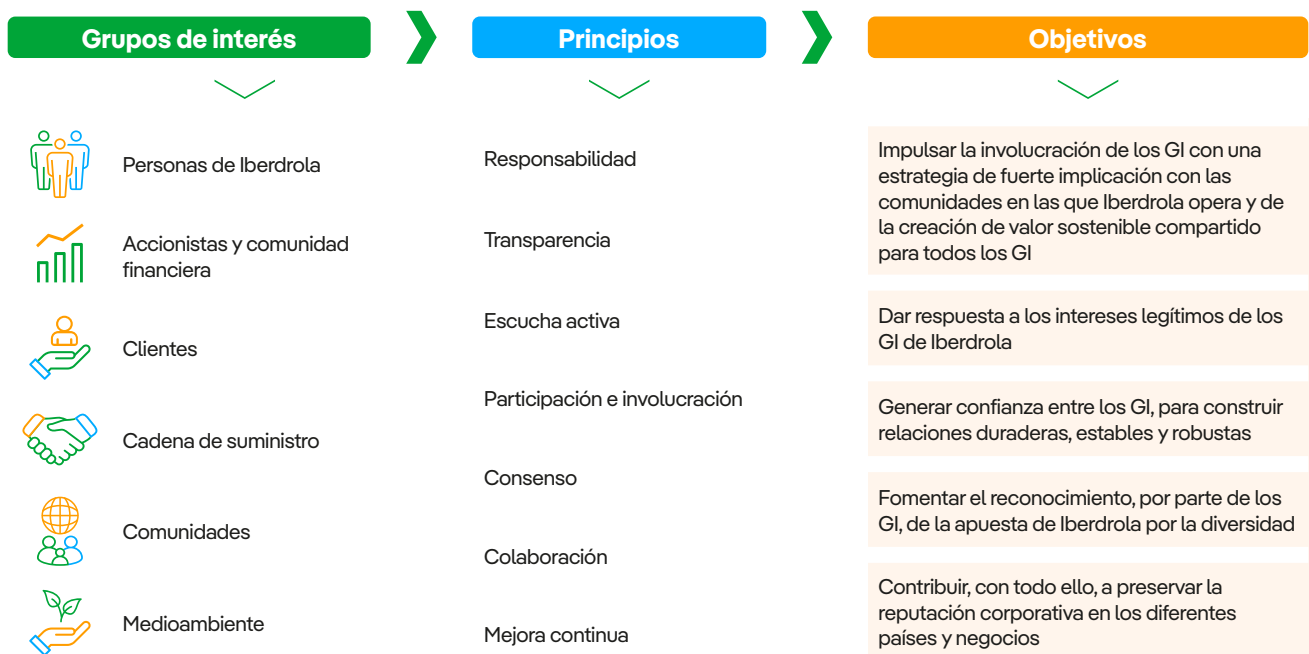 Grupos de interés
Principios
Objetivos
Personas de Iberdrola
Accionistas y comunidad
financiera
Clientes
Cadena de suministro
Comunidades
Medioambiente
Responsabilidad
Transparencia
Escucha activa
Participación e involucración
Consenso
Colaboración
Mejora continua
Impulsar la involucración de los GI con una
estrategia de fuerte implicación con las
comunidades en las que Iberdrola opera y de
la creación de valor sostenible compartido
para todos los GI
Dar respuesta a los intereses legítimos de los
GI de Iberdrola
Generar confianza entre los GI, para construir
relaciones duraderas, estables y robustas
Fomentar el reconocimiento, por parte de los
GI, de la apuesta de Iberdrola por la diversidad
Contribuir, con todo ello, a preservar la
reputación corporativa en los diferentes
países y negocios